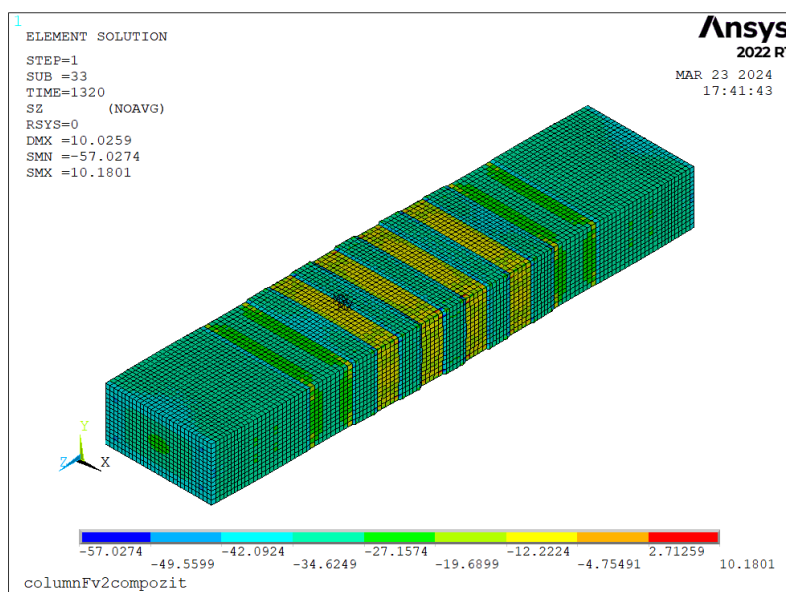 1
ELEMENT SOLUTION
STEP=1
SUB =33
TIME=1320
SZ (NOAVG)
RSYS=0
DMX =10.0259
SMN =-57.0274
SMX =10.1801
Ansys
2022 R
MAR 23 2024
17:41:43
Y
Z X
-57.0274 -42.0924 -27.1574 -12.2224 2.71259
-49.5599 -34.6249 -19.6899 -4.75491 10.1801
columnFv2compozit